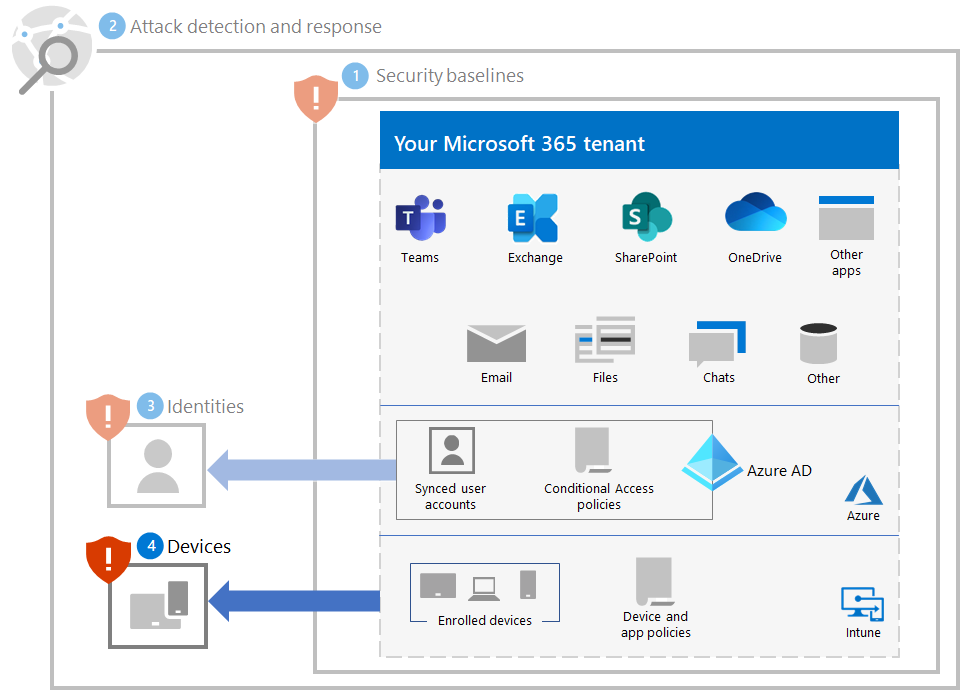 2 Attack detection and response
1 Security baselines
!
Your Microsoft 365 tenant
T
E
S
Teams
Exchange
SharePoint
OneDrive
Other
apps
Email
Files
Chats
Other
3 Identities
!
Synced user
accounts
Conditional Access
policies
Azure AD
Azure
4 Devices
!
Enrolled devices
Device and
app policies
Intune